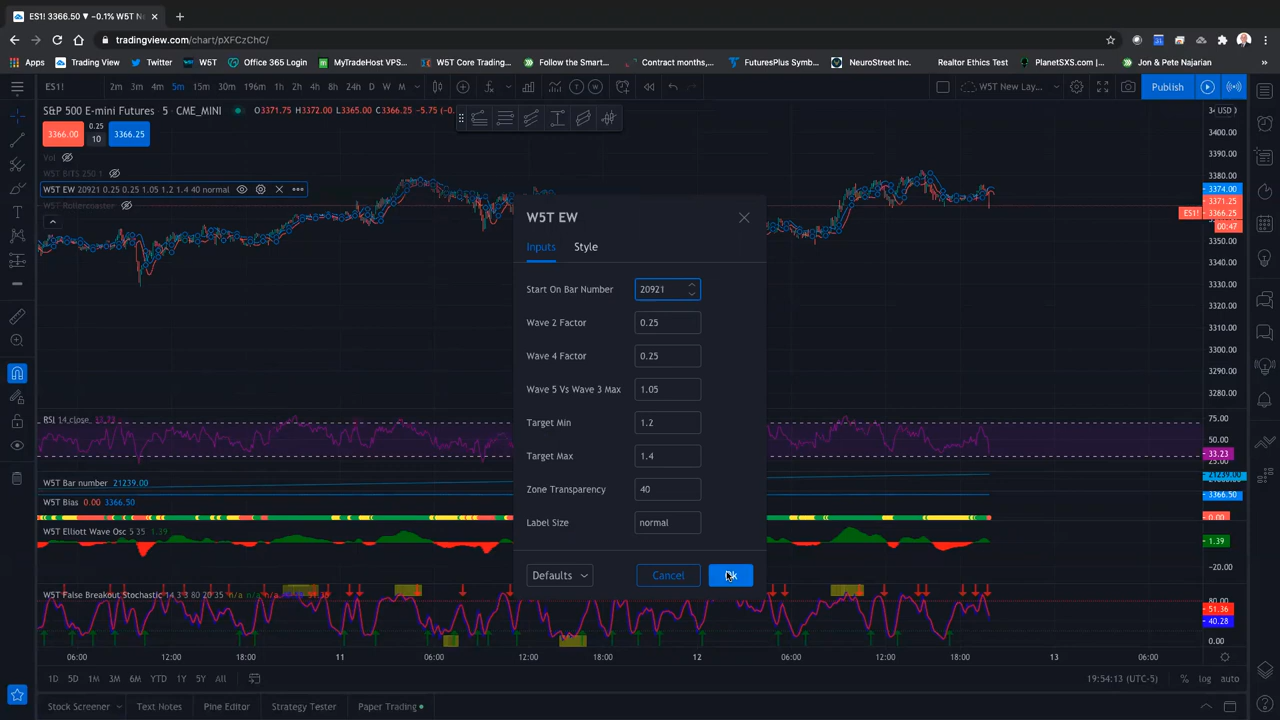 ES1! 3366.50 ▼ −0.1% W5T N
tradingview.com/chart/pXFCzChC/
Apps Trading View Twitter W5T Office 365 Login MyTradeHost VPS... W5T Core Trading... Follow the Smart... Contract months,... FuturesPlus Symb... NeuroStreet Inc. Realtor Ethics Test PlanetSXS.com Jon & Pete Najarian
ES1! 2m 3m 4m 5m 15m 30m 196m 1h 2h 4h 8h 24h D W M W5T New Lay... Publish
S&P 500 E-mini Futures · 5 · CME_MINI O3371.75 H3372.00 L3365.00 C3366.25 −5.75 (−0.
USD
3366.00 0.25 10 3366.25
3400.00
Vol
3390.00
W5T BITS 250 1
3380.00
W5T EW 20921 0.25 0.25 1.05 1.2 1.4 40 normal
3374.00
3371.25
W5T Rollermaster
ES1! 3366.25
00:47
3350.00
3340.00
3330.00
3320.00
3310.00
3300.00
3290.00
3280.00
W5T EW
Inputs Style
Start On Bar Number 20921
Wave 2 Factor 0.25
Wave 4 Factor 0.25
Wave 5 Vs Wave 3 Max 1.05
Target Min 1.2
Target Max 1.4
Zone Transparency 40
Label Size normal
Defaults Cancel Ok
RSI 14 close 33.23
75.00
50.00
33.23
25.00
W5T Bar number 21239.00
21239.00
W5T Bias 0.00 3366.50
3366.50
0.00
W5T Elliott Wave Osc 5 35
1.39
−20.00
W5T False Breakout Stochastic 14 3 3 80 20 35 n/a n/a n/a
80.00
51.36
40.28
0.00
06:00 12:00 18:00 11 06:00 12:00 18:00 12 06:00 12:00 18:00 13 06:00
1D 5D 1M 3M 6M YTD 1Y 5Y All 19:54:13 (UTC-5) % log auto
Stock Screener Text Notes Pine Editor Strategy Tester Paper Trading